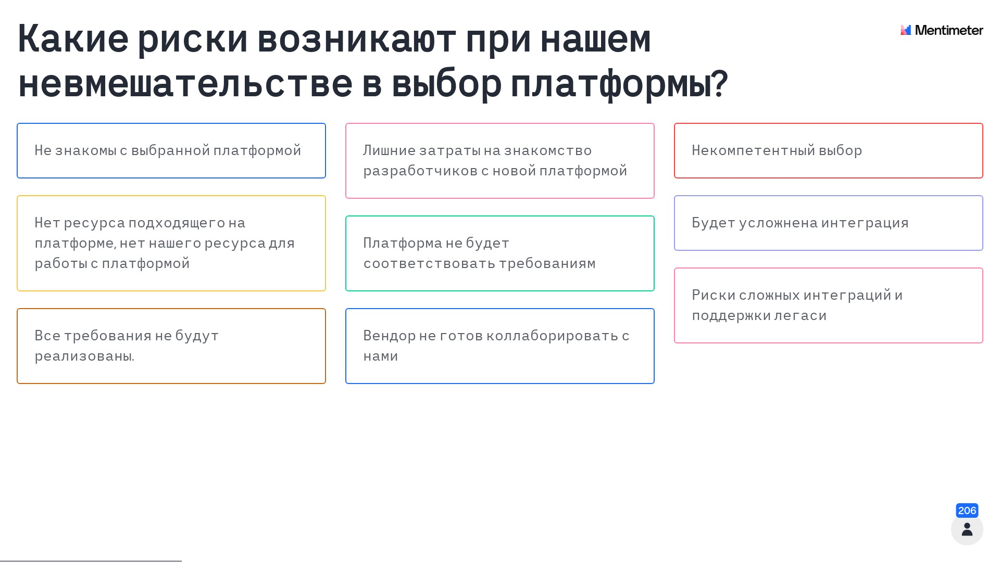 Какие риски возникают при нашем
невмешательстве в выбор платформы?
Mentimeter
Не знакомы с выбранной платформой
Лишние затраты на знакомство
разработчиков с новой платформой
Некомпетентный выбор
Нет ресурса подходящего на
платформе, нет нашего ресурса для
работы с платформой
Платформа не будет
соответствовать требованиям
Будет усложнена интеграция
Риски сложных интеграций и
поддержки легаси
Все требования не будут
реализованы.
Вендор не готов коллаборировать с
нами
206